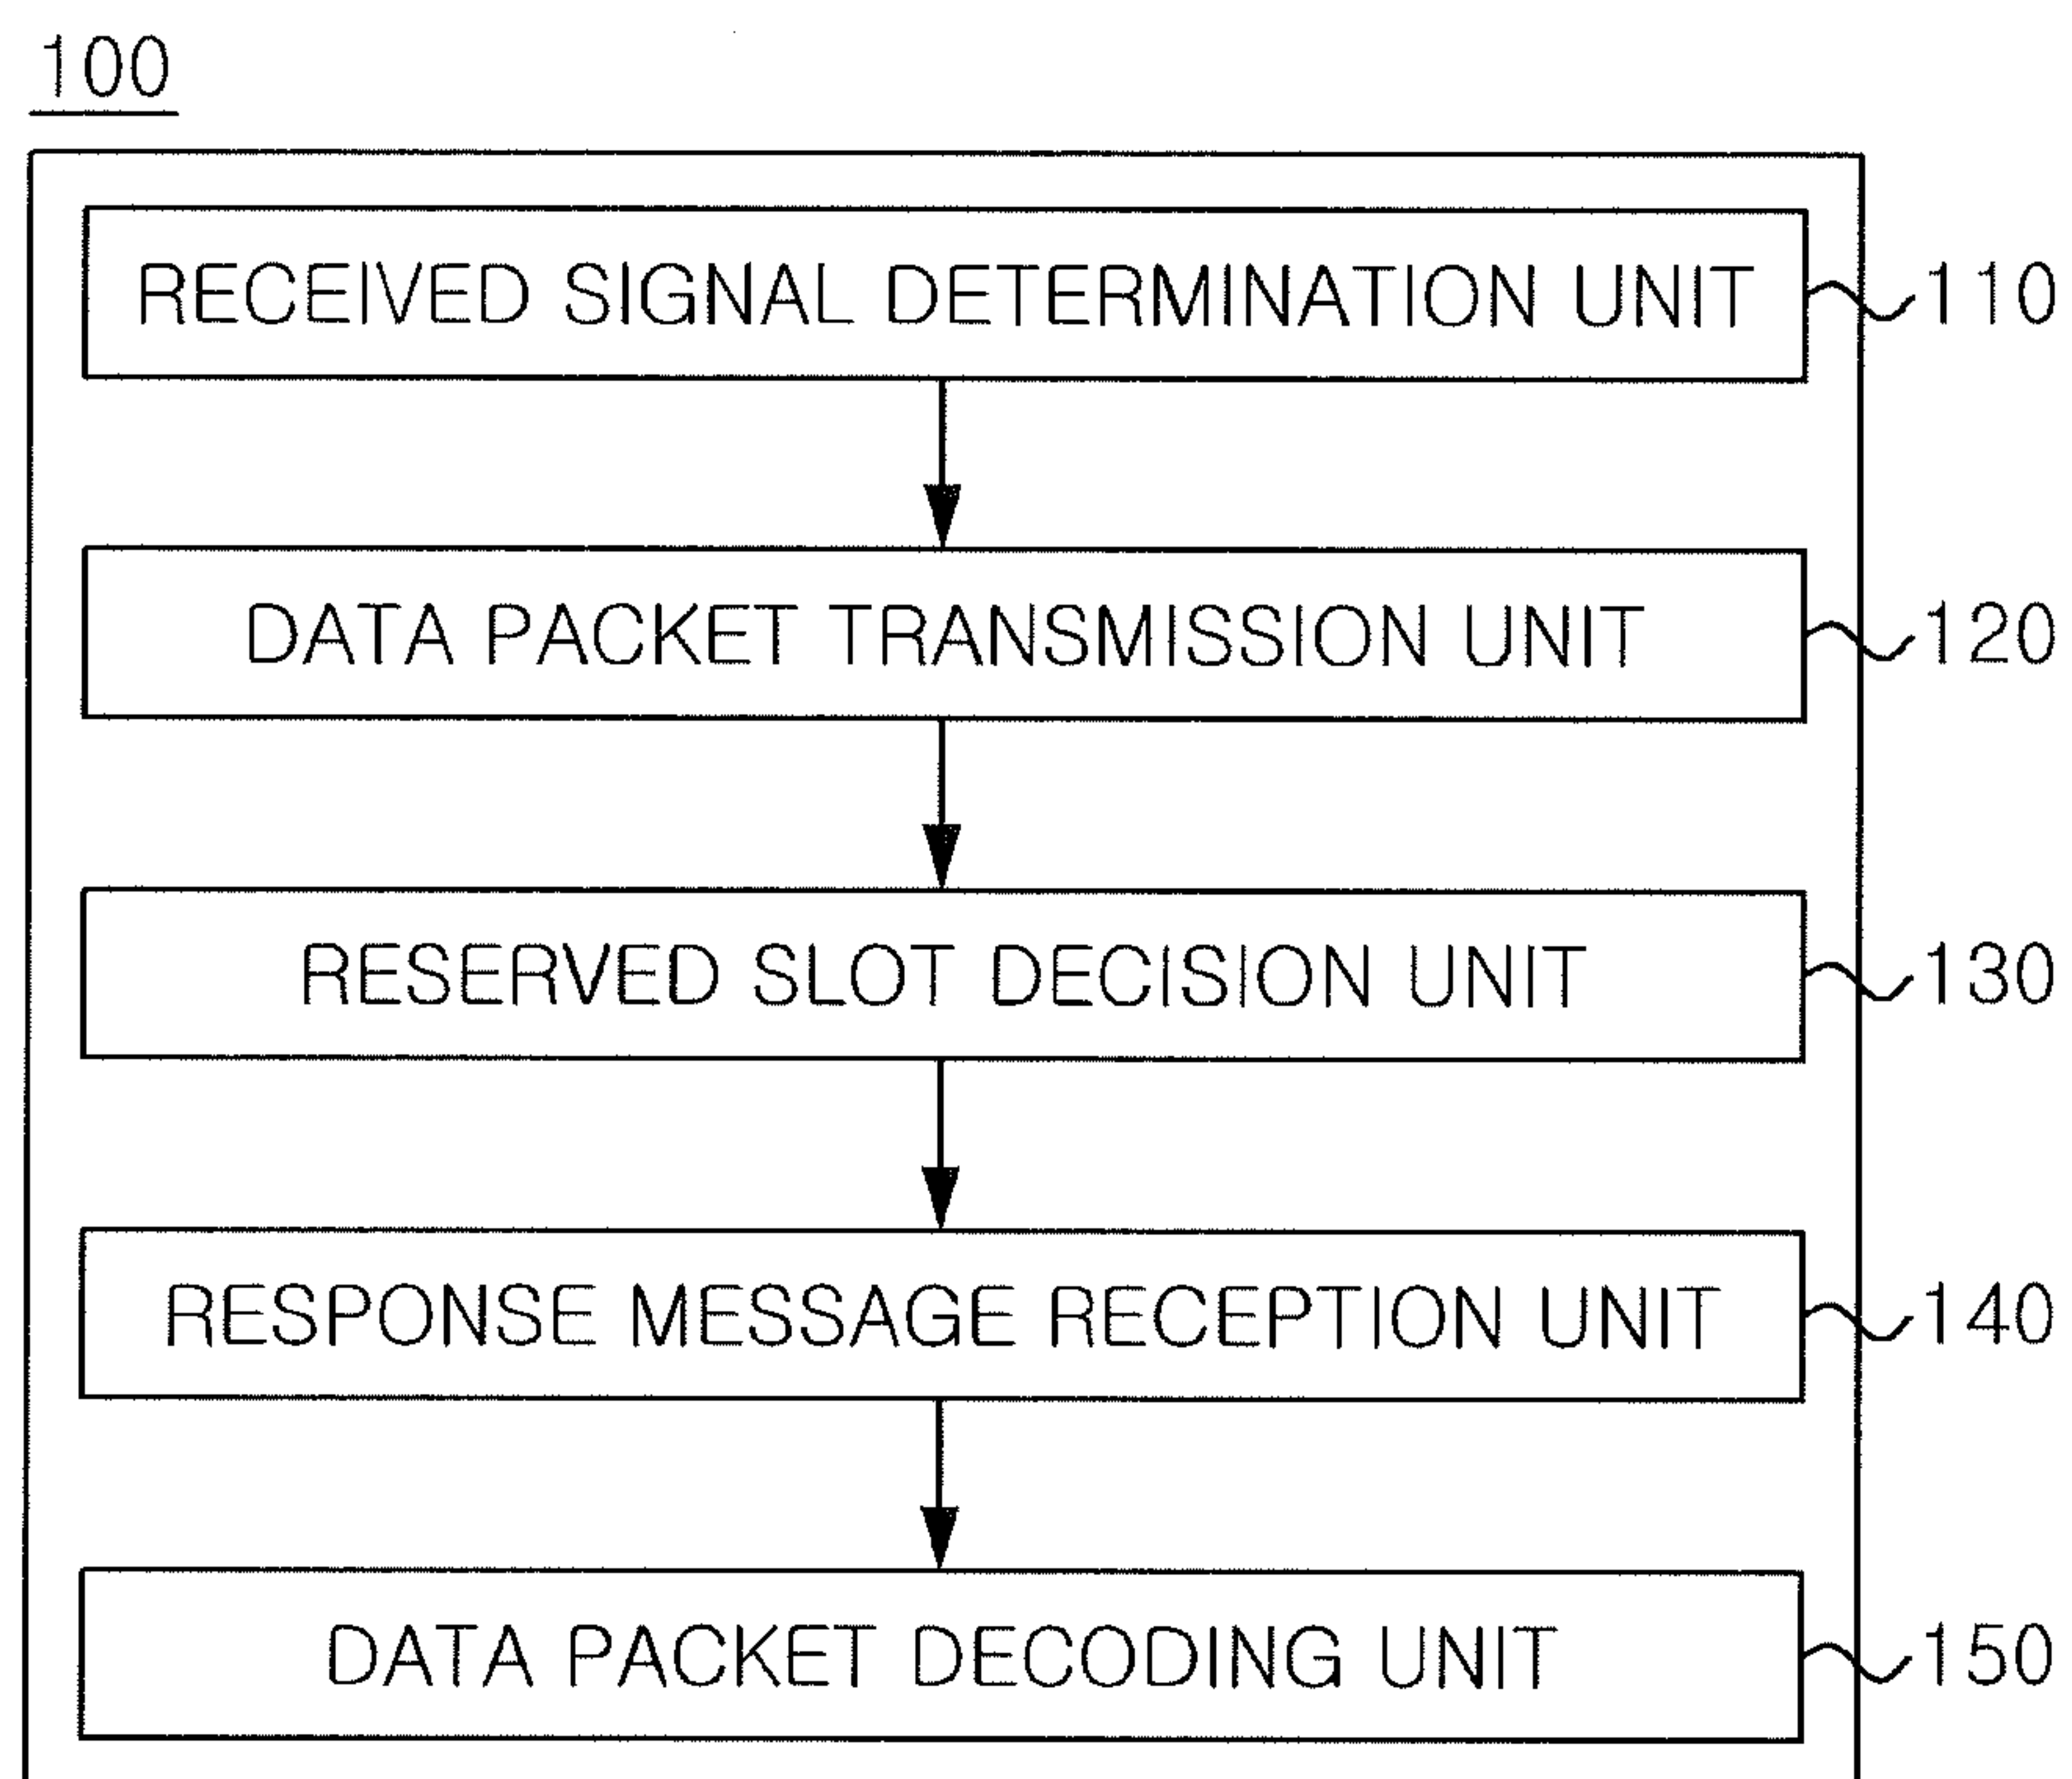 100
RECEIVED SIGNAL DETERMINATION UNIT 110
DATA PACKET TRANSMISSION UNIT 120
RESERVED SLOT DECISION UNIT 130
RESPONSE MESSAGE RECEPTION UNIT 140
DATA PACKET DECODING UNIT 150